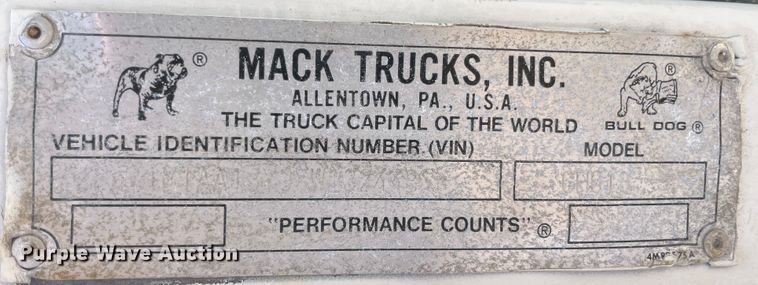 ®
MACK TRUCKS, INC.
ALLENTOWN, PA., U.S.A.
THE TRUCK CAPITAL OF THE WORLD
®
BULL DOG ®
VEHICLE IDENTIFICATION NUMBER (VIN)
MODEL
"PERFORMANCE COUNTS" ®
Purple Wave Auction